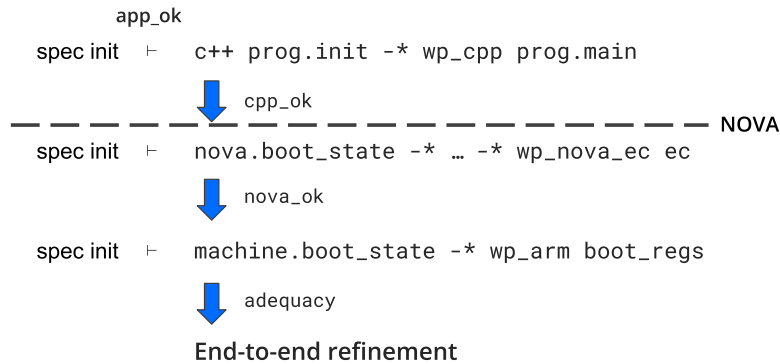 app_ok
spec init ⊢ c++ prog.init -* wp_cpp prog.main
cpp_ok
NOVA
spec init ⊢ nova.boot_state -* … -* wp_nova_ec ec
nova_ok
spec init ⊢ machine.boot_state -* wp_arm boot_regs
adequacy
End-to-end refinement